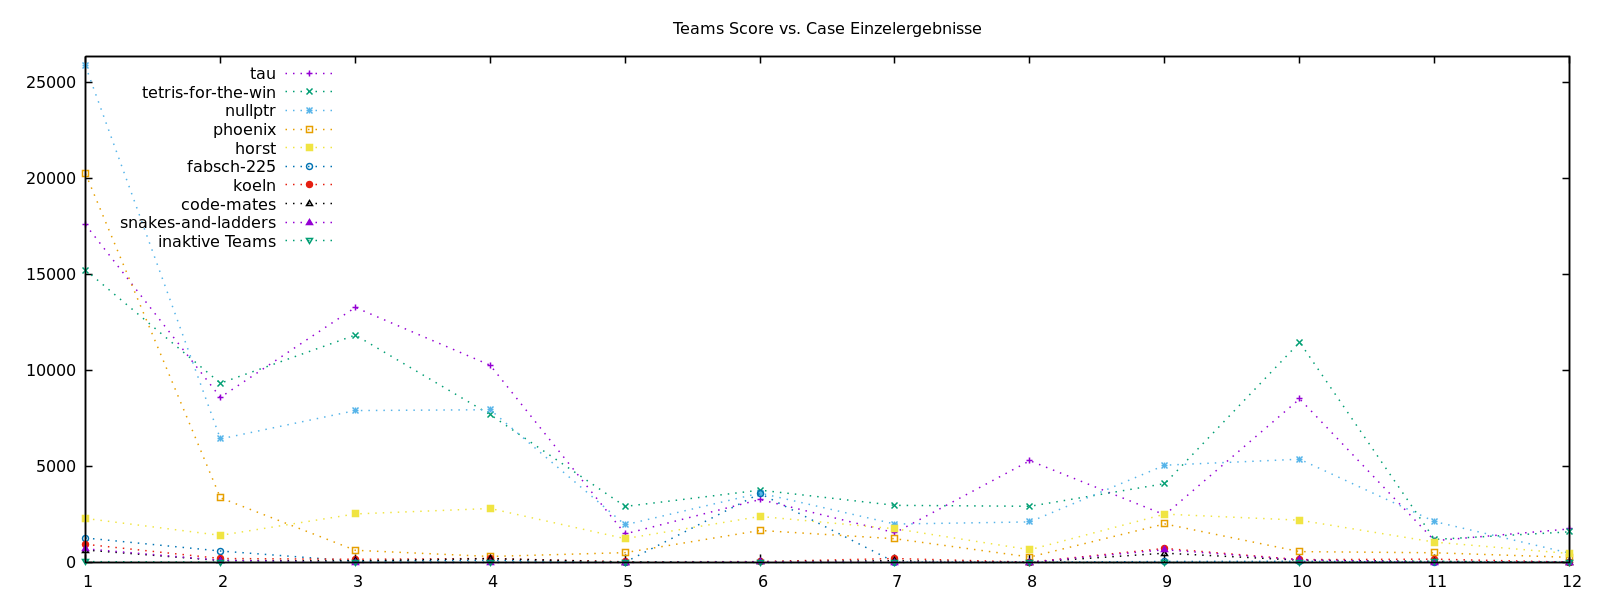 Teams Score vs. Case Einzelergebnisse
25000
20000
15000
10000
5000
0
tau
tetris-for-the-win
nullptr
phoenix
horst
fabsch-225
koeln
code-mates
snakes-and-ladders
inaktive Teams
1 2 3 4 5 6 7 8 9 10 11 12